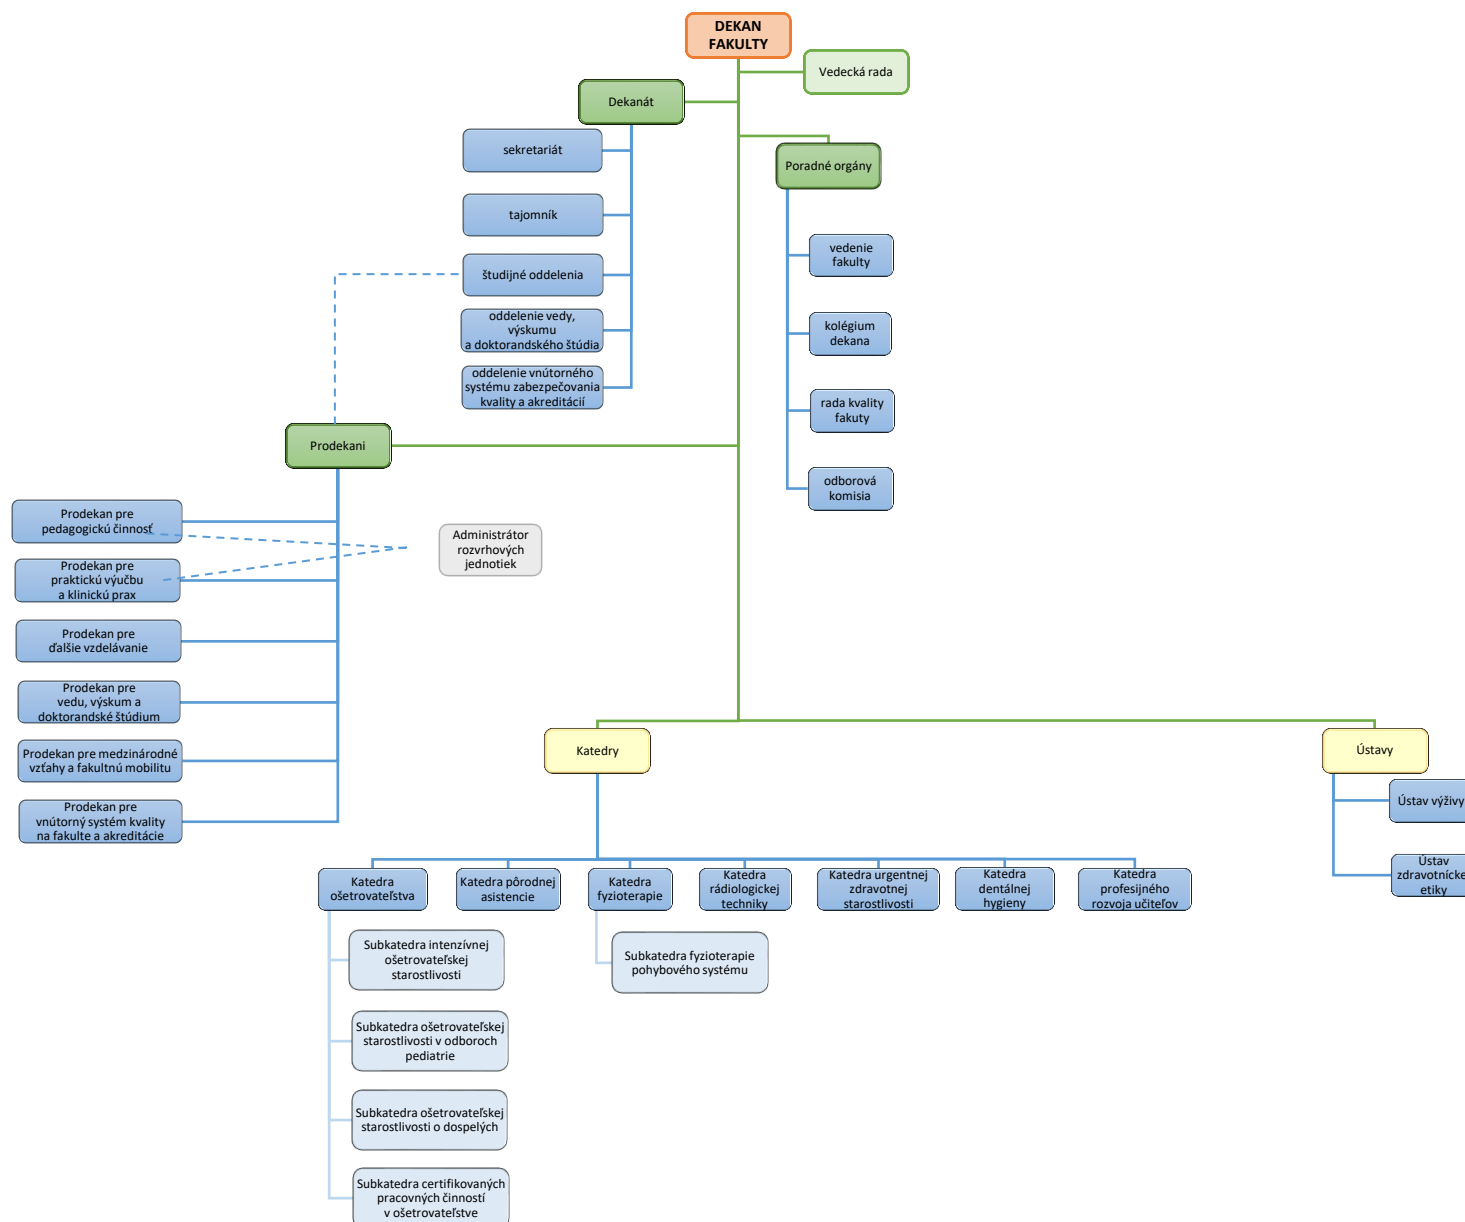 DEKAN
FAKULTY
Vedecká rada
Dekanát
sekretariát
tajomník
študijné oddelenia
oddelenie vedy,
výskumu
a doktorandského štúdia
oddelenie vnútorného
systému zabezpečovania
kvality a akreditácií
Poradné orgány
vedenie
fakulty
kolégium
dekana
rada kvality
fakuty
odborová
komisia
Prodekani
Prodekan pre
pedagogickú činnosť
Prodekan pre
praktickú výučbu
a klinickú prax
Prodekan pre
ďalšie vzdelávanie
Prodekan pre
vedu, výskum a
doktorandské štúdium
Prodekan pre medzinárodné
vzťahy a fakultnú mobilitu
Prodekan pre
vnútorný systém kvality
na fakulte a akreditácie
Administrátor
rozvrhových
jednotiek
Katedry
Ústavy
Ústav výživy
Ústav
zdravotnícke
etiky
Katedra
ošetrovateľstva
Katedra pôrodnej
asistencie
Katedra
fyzioterapie
Katedra
rádiologickej
techniky
Katedra urgentnej
zdravotnej
starostlivosti
Katedra
dentálnej
hygieny
Katedra
profesijného
rozvoja učiteľov
Subkatedra intenzívnej
ošetrovateľskej
starostlivosti
Subkatedra ošetrovateľskej
starostlivosti v odboroch
pediatrie
Subkatedra ošetrovateľskej
starostlivosti o dospelých
Subkatedra certifikovaných
pracovných činností
v ošetrovateľstve
Subkatedra fyzioterapie
pohybového systému